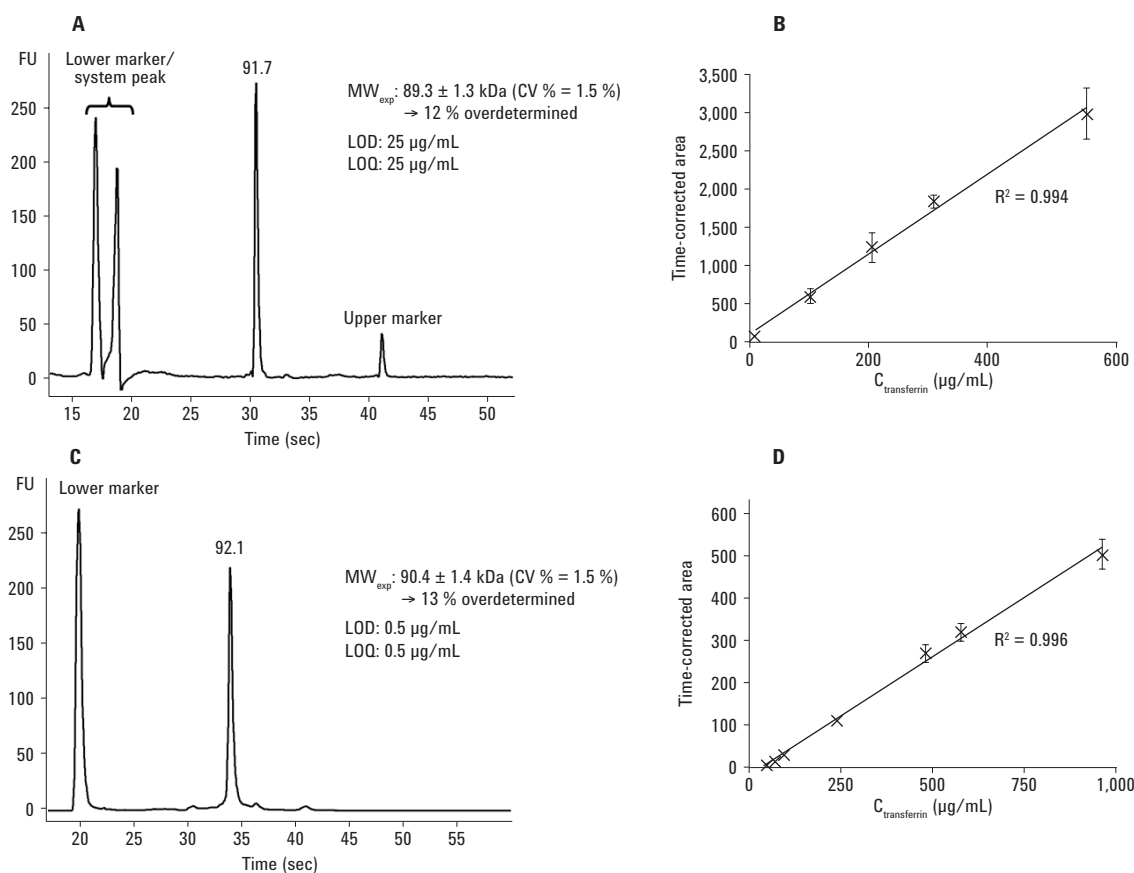 A
FU
Lower marker/
system peak
91.7
MWexp: 89.3 ± 1.3 kDa (CV % = 1.5 %)
→ 12 % overdetermined
LOD: 25 µg/mL
LOQ: 25 µg/mL
Upper marker
250
200
150
100
50
0
15 20 25 30 35 40 45 50
Time (sec)
B
3,500
3,000
2,500
2,000
1,500
1,000
500
0
Time-corrected area
R² = 0.994
0 200 400 600
Ctransferrin (µg/mL)
C
FU
Lower marker
92.1
MWexp: 90.4 ± 1.4 kDa (CV % = 1.5 %)
→ 13 % overdetermined
LOD: 0.5 µg/mL
LOQ: 0.5 µg/mL
250
200
150
100
50
0
20 25 30 35 40 45 50 55
Time (sec)
D
600
500
400
300
200
100
0
Time-corrected area
R² = 0.996
0 250 500 750 1,000
Ctransferrin (µg/mL)